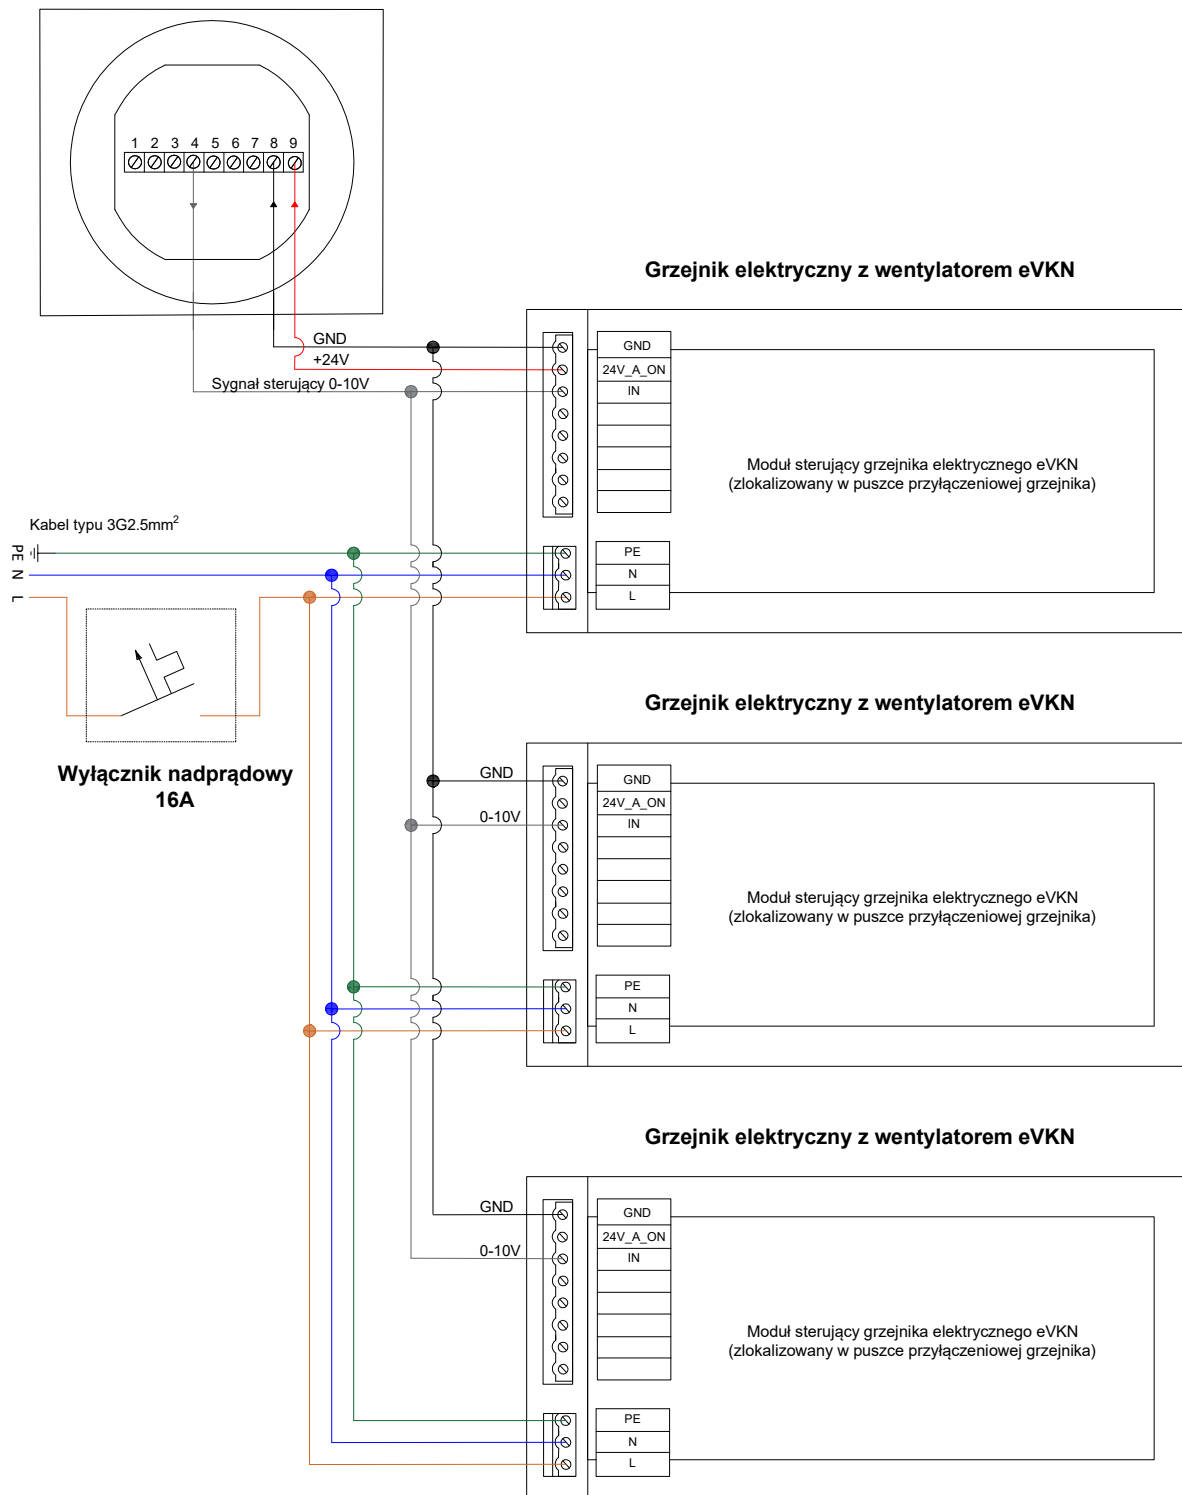 1 2 3 4 5 6 7 8 9
Grzejnik elektryczny z wentylatorem eVKN
GND
+24V
Sygnał sterujący 0-10V
GND
24V_A_ON
IN
Moduł sterujący grzejnika elektrycznego eVKN
(zlokalizowany w puszce przyłączeniowej grzejnika)
Kabel typu 3G2.5mm²
PE
N
L
PE
N
L
Wyłącznik nadprądowy
16A
Grzejnik elektryczny z wentylatorem eVKN
GND
0-10V
GND
24V_A_ON
IN
Moduł sterujący grzejnika elektrycznego eVKN
(zlokalizowany w puszce przyłączeniowej grzejnika)
PE
N
L
Grzejnik elektryczny z wentylatorem eVKN
GND
0-10V
GND
24V_A_ON
IN
Moduł sterujący grzejnika elektrycznego eVKN
(zlokalizowany w puszce przyłączeniowej grzejnika)
PE
N
L